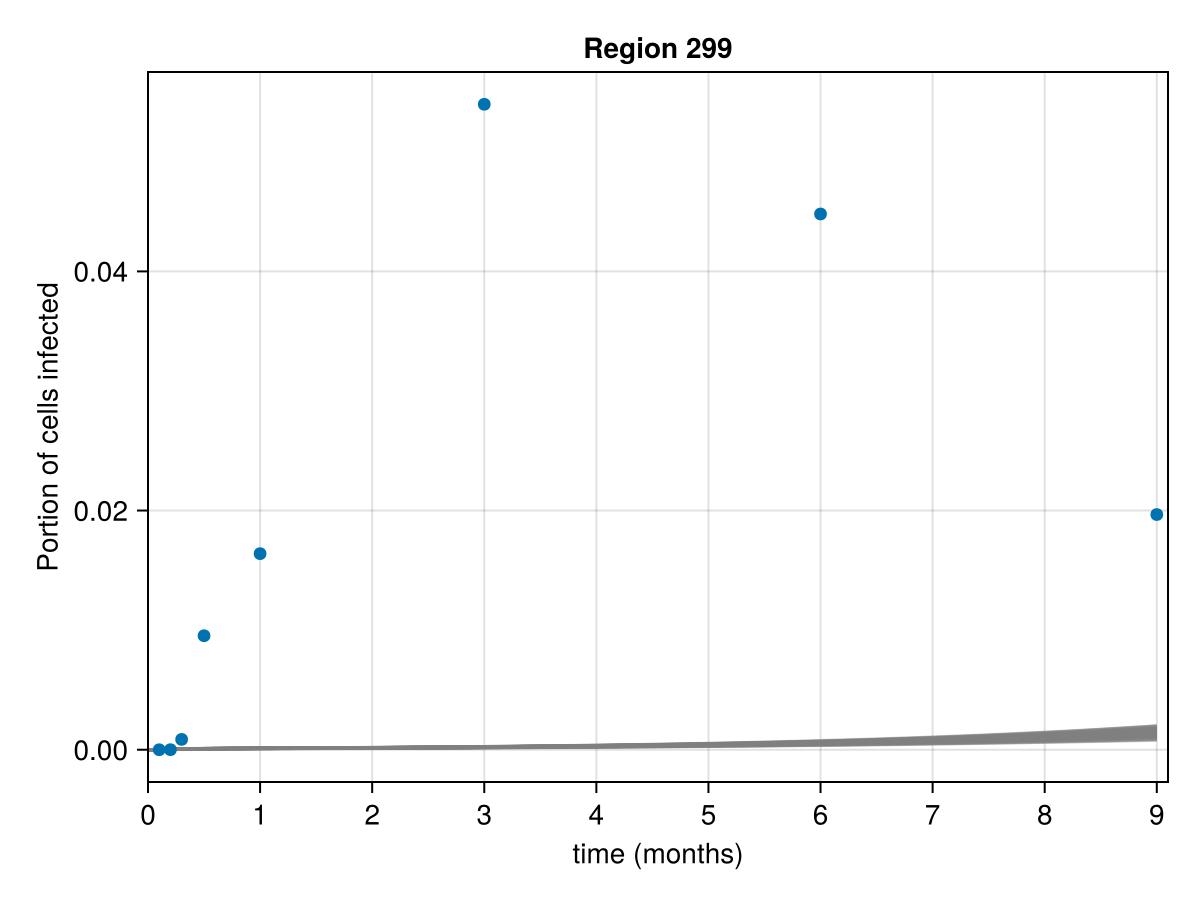 Region 299
Portion of cells infected
0.04
0.02
0.00
0 1 2 3 4 5 6 7 8 9
time (months)